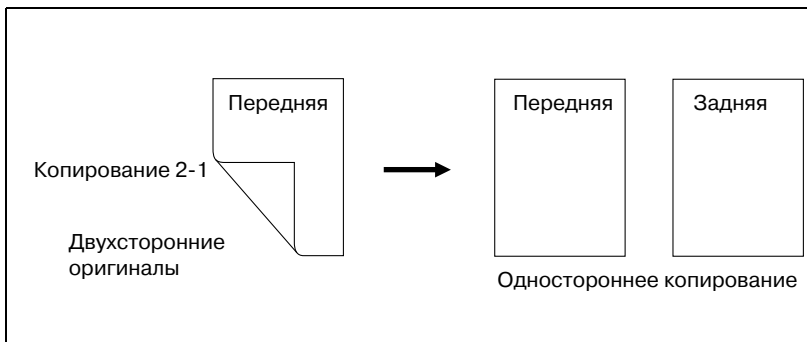 Передняя
Передняя
Задняя
Копирование 2-1
Двухсторонние
оригиналы
Одностороннее копирование